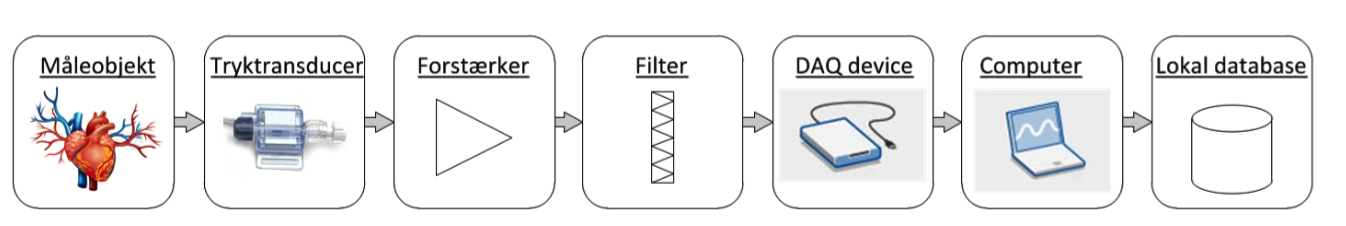 Måleobjekt
Tryktransducer
Forstærker
Filter
DAQ device
Computer
Lokal database